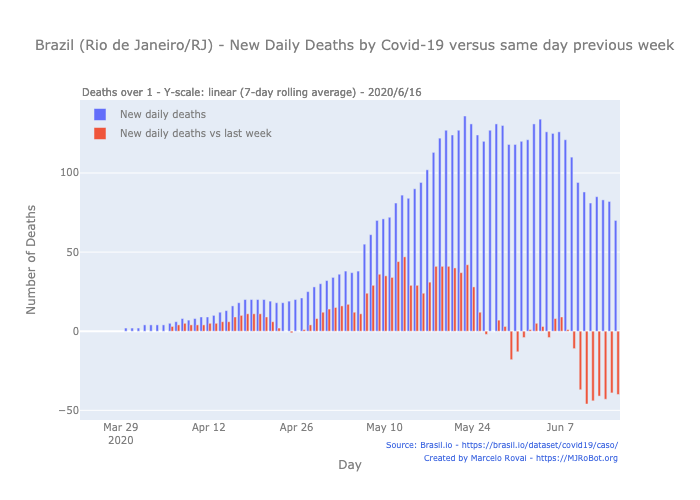 Brazil (Rio de Janeiro/RJ) - New Daily Deaths by Covid-19 versus same day previous week
Deaths over 1 - Y-scale: linear (7-day rolling average) - 2020/6/16
New daily deaths
New daily deaths vs last week
Number of Deaths
100
50
0
−50
Mar 29
2020
Apr 12
Apr 26
May 10
May 24
Jun 7
Day
Source: Brasil.io - https://brasil.io/dataset/covid19/caso/
Created by Marcelo Rovai - https://MJRoBot.org